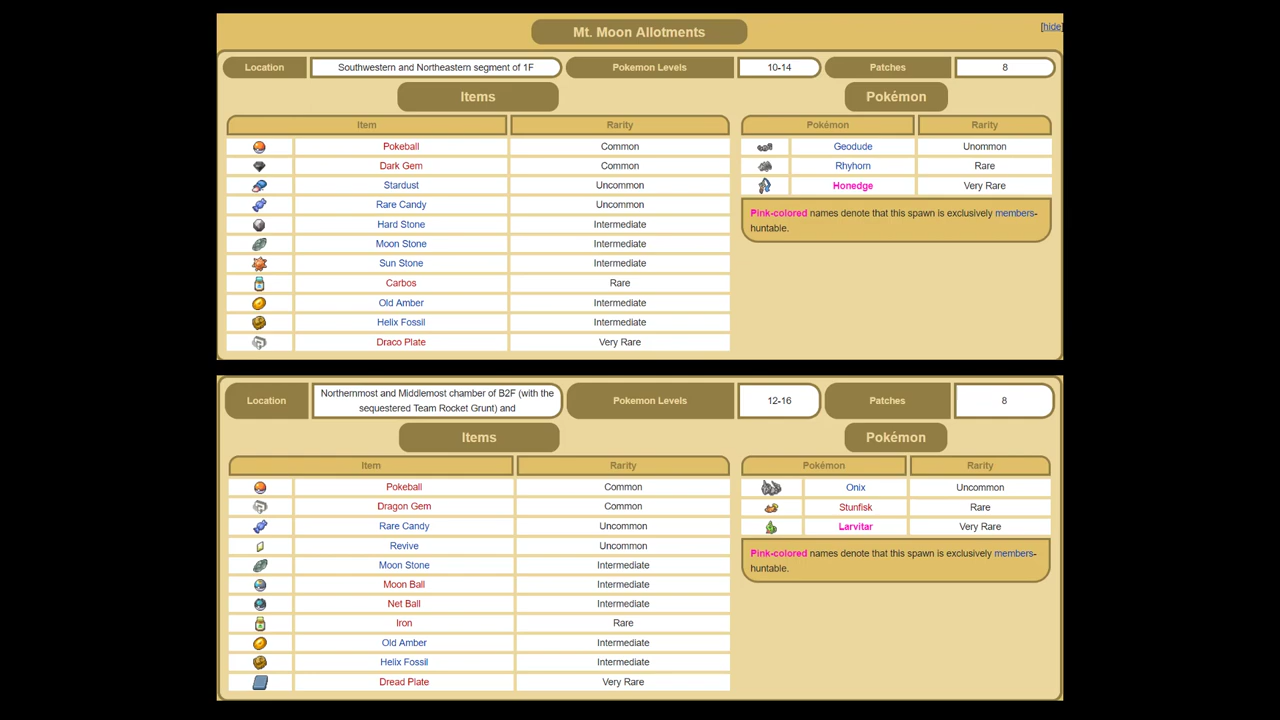 Mt. Moon Allotments
[hide]
Location
Southwestern and Northeastern segment of 1F
Pokemon Levels
10-14
Patches
8
Items
Item Rarity
Pokeball Common
Dark Gem Common
Stardust Uncommon
Rare Candy Uncommon
Hard Stone Intermediate
Moon Stone Intermediate
Sun Stone Intermediate
Carbos Rare
Old Amber Intermediate
Helix Fossil Intermediate
Draco Plate Very Rare
Pokémon
Pokémon Rarity
Geodude Unommon
Rhyhorn Rare
Honedge Very Rare
Pink-colored names denote that this spawn is exclusively members-
huntable.
Location
Northernmost and Middlemost chamber of B2F (with the
sequestered Team Rocket Grunt) and
Pokemon Levels
12-16
Patches
8
Items
Item Rarity
Pokeball Common
Dragon Gem Common
Rare Candy Uncommon
Revive Uncommon
Moon Stone Intermediate
Moon Ball Intermediate
Net Ball Intermediate
Iron Rare
Old Amber Intermediate
Helix Fossil Intermediate
Dread Plate Very Rare
Pokémon
Pokémon Rarity
Onix Uncommon
Stunfisk Rare
Larvitar Very Rare
Pink-colored names denote that this spawn is exclusively members-
huntable.